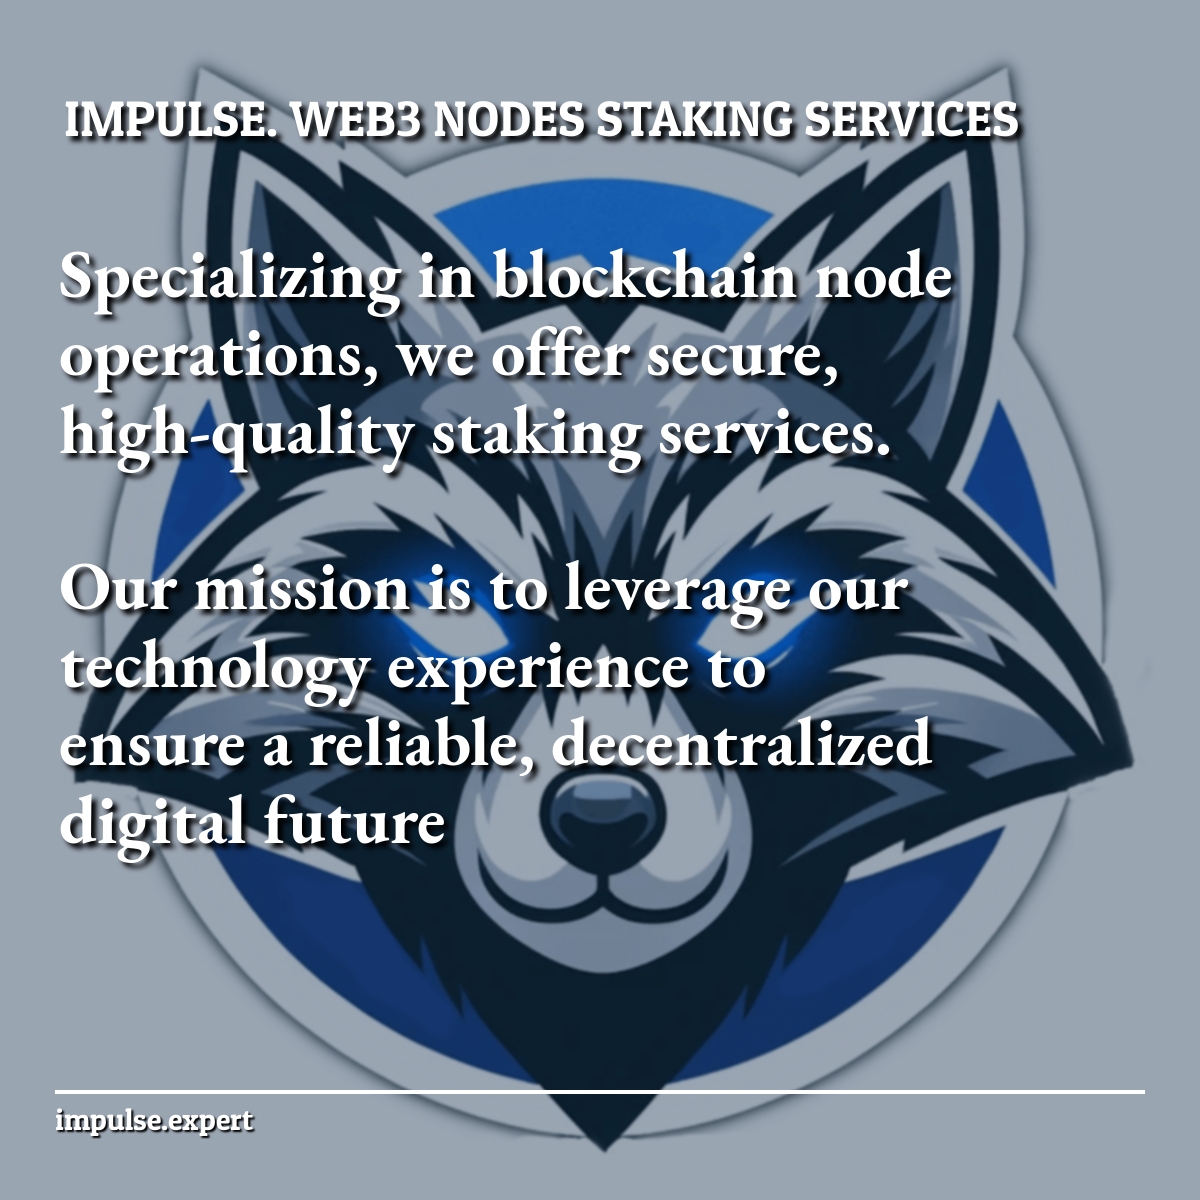 IMPULSE. WEB3 NODES STAKING SERVICES
Specializing in blockchain node
operations, we offer secure,
high-quality staking services.
Our mission is to leverage our
technology experience to
ensure a reliable, decentralized
digital future
impulse.expert